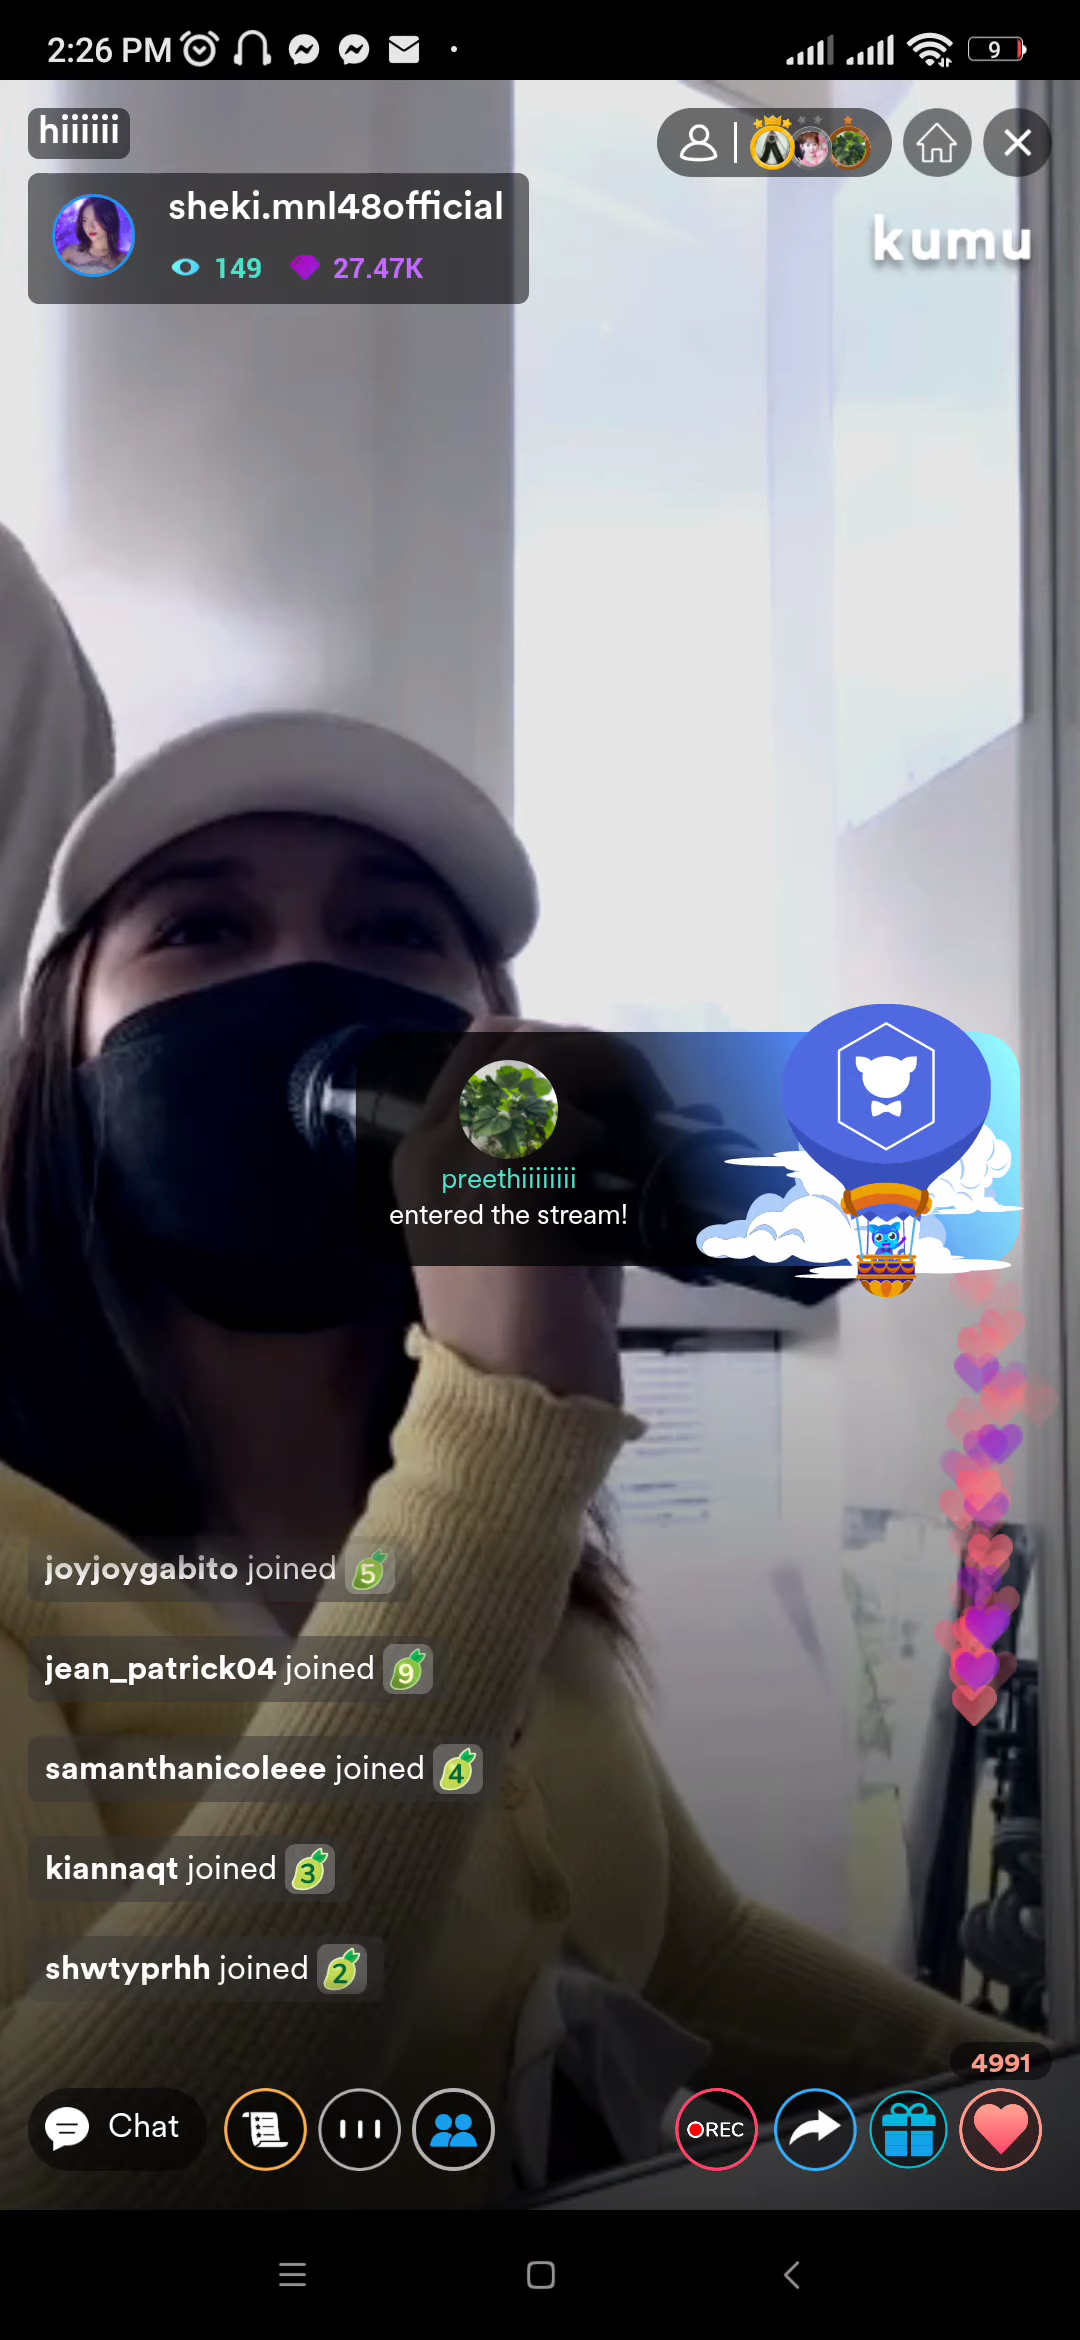 2:26 PM
9
hiiiiii
sheki.mnl48official
149 27.47K
kumu
preethiiiiiiii
entered the stream!
joyjoygabito joined 5
jean_patrick04 joined 9
samanthanicoleee joined 4
kiannaqt joined 3
shwtyprhh joined 2
4991
Chat
REC